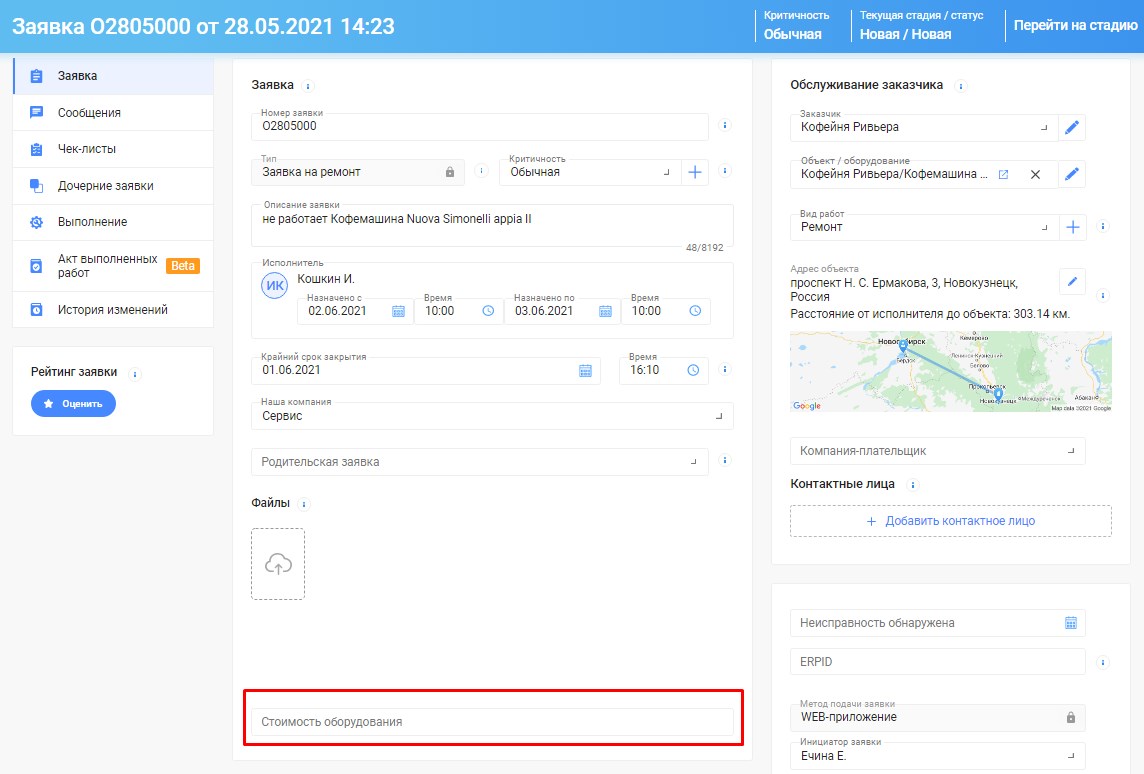 Заявка О2805000 от 28.05.2021 14:23
Критичность
Обычная
Текущая стадия / статус
Новая / Новая
Перейти на стадию
Заявка
Сообщения
Чек-листы
Дочерние заявки
Выполнение
Акт выполненных
работ
Beta
История изменений
Рейтинг заявки
Оценить
Заявка
Номер заявки
О2805000
Тип
Заявка на ремонт
Критичность
Обычная
Описание заявки
не работает Кофемашина Nuova Simonelli appia II
48/8192
Исполнитель
ИК
Кошкин И.
Назначено с
02.06.2021
Время
10:00
Назначено по
03.06.2021
Время
10:00
Крайний срок закрытия
01.06.2021
Время
16:10
Наша компания
Сервис
Родительская заявка
Файлы
Стоимость оборудования
Обслуживание заказчика
Заказчик
Кофейня Ривьера
Объект / оборудование
Кофейня Ривьера/Кофемашина ...
Вид работ
Ремонт
Адрес объекта
проспект Н. С. Ермакова, 3, Новокузнецк,
Россия
Расстояние от исполнителя до объекта: 303.14 км.
Кемерово
Бердск
Ленинск-Кузнецкий
Белово
Прокопьевск
Междуреченск
Абакан
Google
Map data ©2021 Google
Компания-плательщик
Контактные лица
+ Добавить контактное лицо
Неисправность обнаружена
ERPID
Метод подачи заявки
WEB-приложение
Инициатор заявки
Ечина Е.